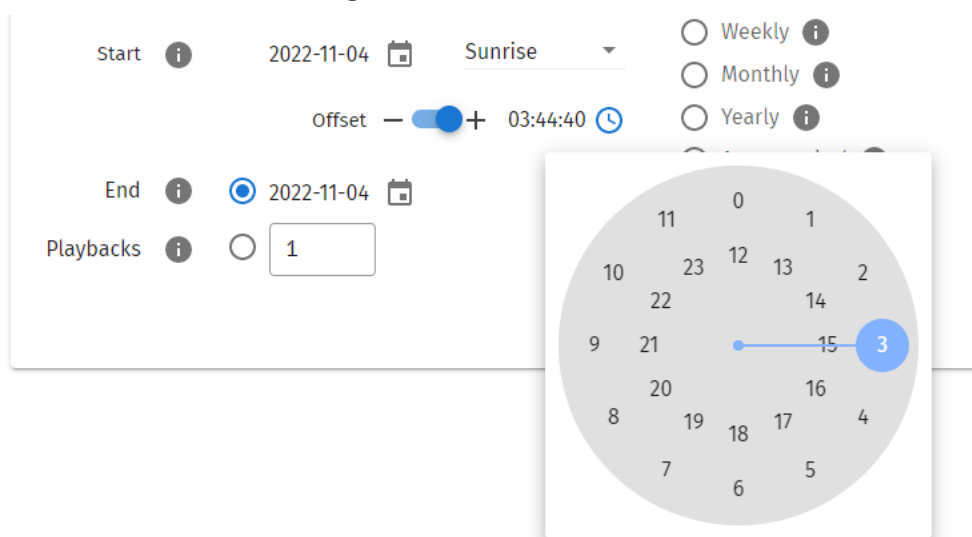 Weekly
Start 2022-11-04 Sunrise
Monthly
Offset 03:44:40 Yearly
End 2022-11-04
Playbacks 1
0
11 1
12
23 13
10 2
22 14
9 21 15 3
20 16
8 4
19 17
18
7 5
6